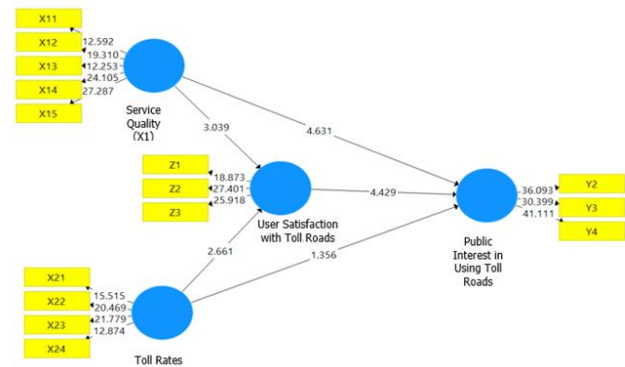 X11
X12
X13
X14
X15
12.592
19.310
12.253
24.105
27.287
Service
Quality
(X1)
3.039
4.631
Z1
Z2
Z3
18.873
27.401
25.918
User Satisfaction
with Toll Roads
4.429
2.661
1.356
36.093
30.399
41.111
Y2
Y3
Y4
Public
Interest in
Using Toll
Roads
X21
X22
X23
X24
15.515
20.469
21.779
12.874
Toll Rates